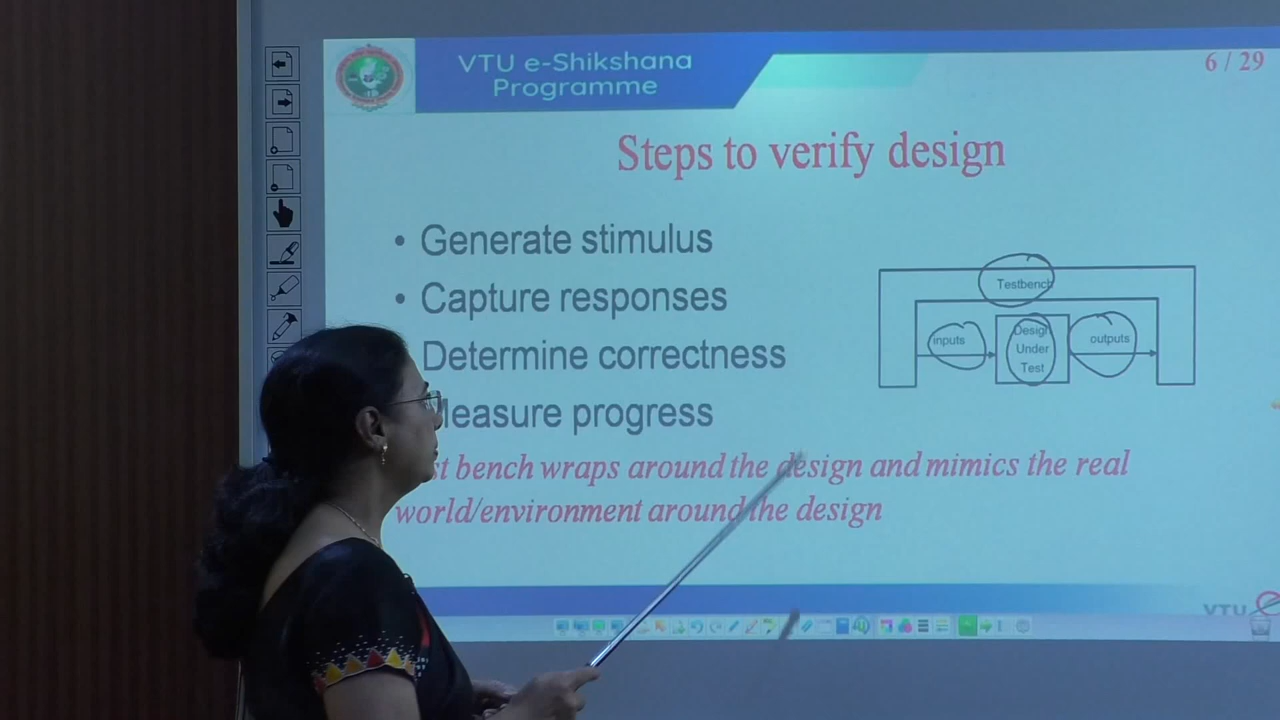 VTU e-Shikshana
Programme
6 / 29
Steps to verify design
• Generate stimulus
• Capture responses
Determine correctness
Measure progress
Testbench
inputs
Design
Under
Test
outputs
bench wraps around the design and mimics the real
world/environment around the design
VTU